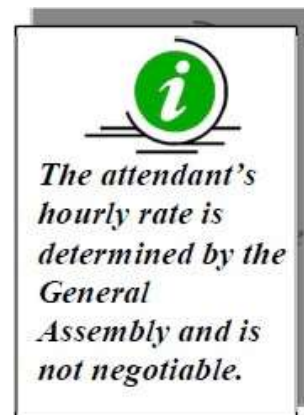 i
The attendant's
hourly rate is
determined by the
General
Assembly and is
not negotiable.